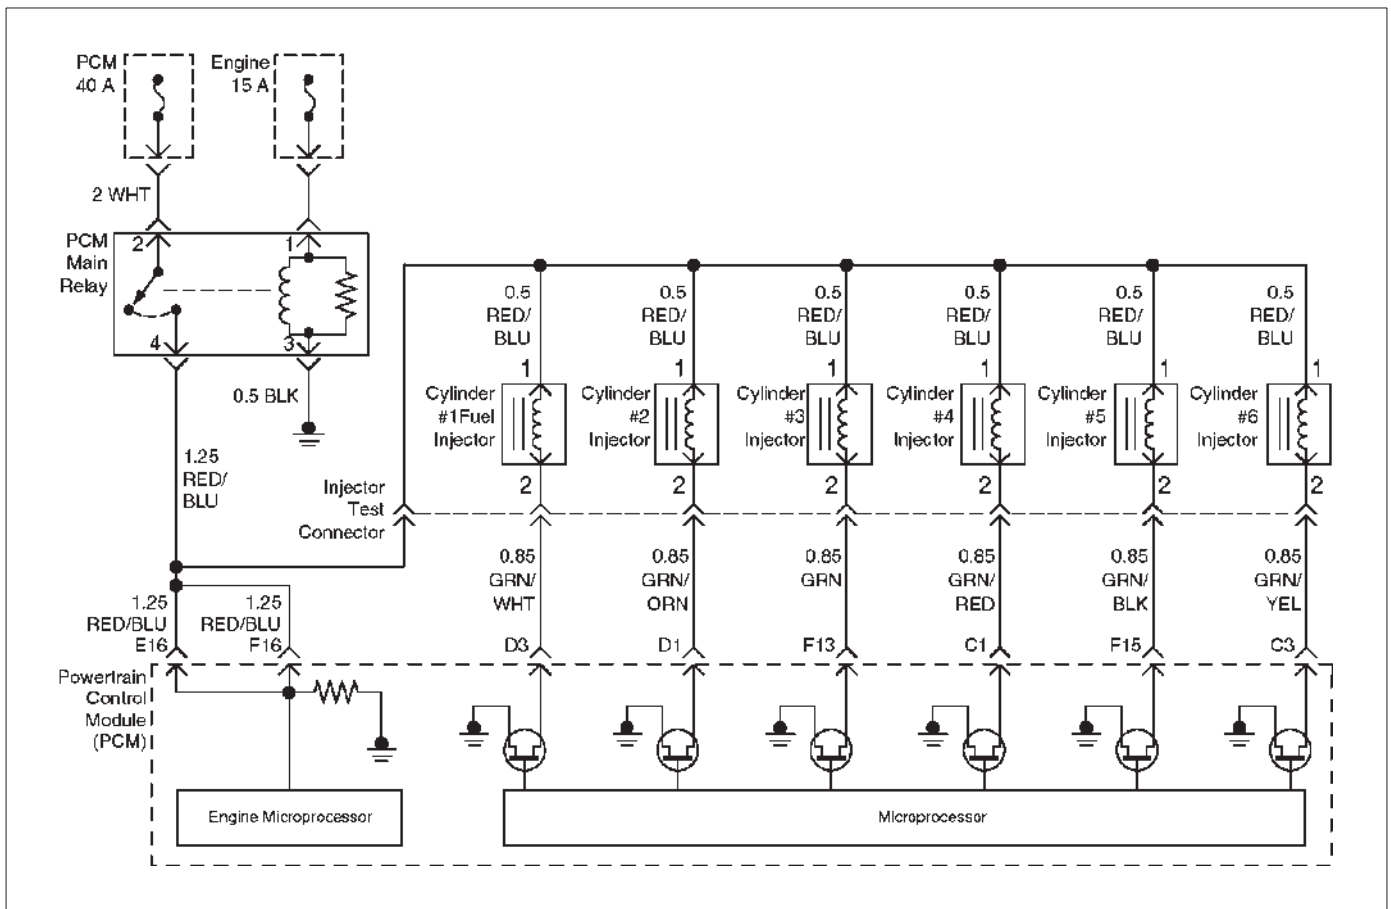 PCM
40 A
Engine
15 A
2 WHT
PCM
Main
Relay
2
1
4
3
0.5 BLK
1.25
RED/
BLU
0.5
RED/
BLU
0.5
RED/
BLU
0.5
RED/
BLU
0.5
RED/
BLU
0.5
RED/
BLU
0.5
RED/
BLU
1
1
1
1
1
1
Cylinder
#1Fuel
Injector
Cylinder
#2
Injector
Cylinder
#3
Injector
Cylinder
#4
Injector
Cylinder
#5
Injector
Cylinder
#6
Injector
2
2
2
2
2
2
Injector
Test
Connector
0.85
GRN/
WHT
0.85
GRN/
ORN
0.85
GRN
0.85
GRN/
RED
0.85
GRN/
BLK
0.85
GRN/
YEL
1.25
RED/BLU
E16
1.25
RED/BLU
F16
D3
D1
F13
C1
F15
C3
Powertrain
Control
Module
(PCM)
Engine Microprocessor
Microprocessor